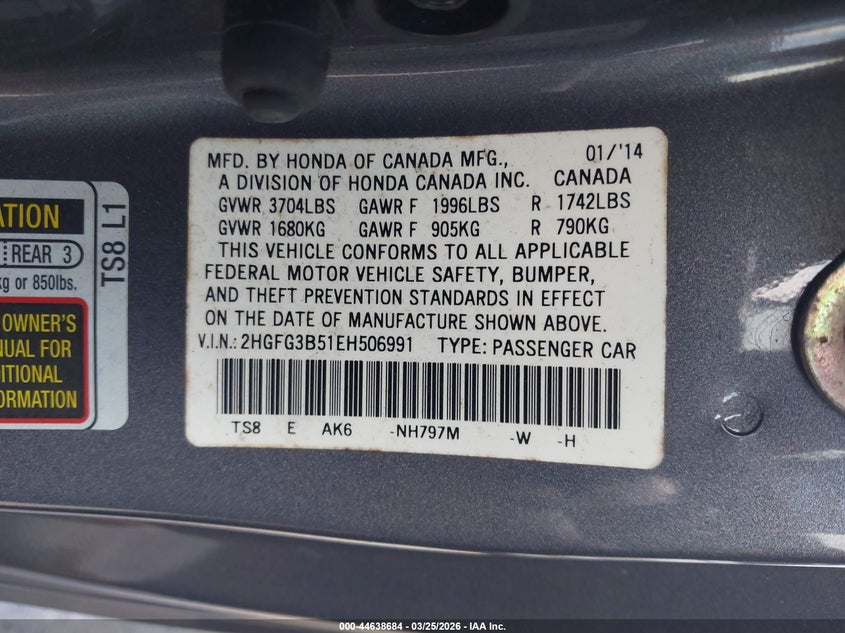 MFD. BY HONDA OF CANADA MFG., 01/'14
A DIVISION OF HONDA CANADA INC. CANADA
GVWR 3704LBS GAWR F 1996LBS R 1742LBS
GVWR 1680KG GAWR F 905KG R 790KG
THIS VEHICLE CONFORMS TO ALL APPLICABLE
FEDERAL MOTOR VEHICLE SAFETY, BUMPER,
AND THEFT PREVENTION STANDARDS IN EFFECT
ON THE DATE OF MANUFACTURE SHOWN ABOVE.
V.I.N.: 2HGFG3B51EH506991 TYPE: PASSENGER CAR
TS8 E AK6 -NH797M -W -H
ATION
REAR 3
kg or 850lbs.
OWNER'S
NUAL FOR
DITIONAL
FORMATION
TS8 L1
000-44638684 - 03/25/2026 - IAA Inc.